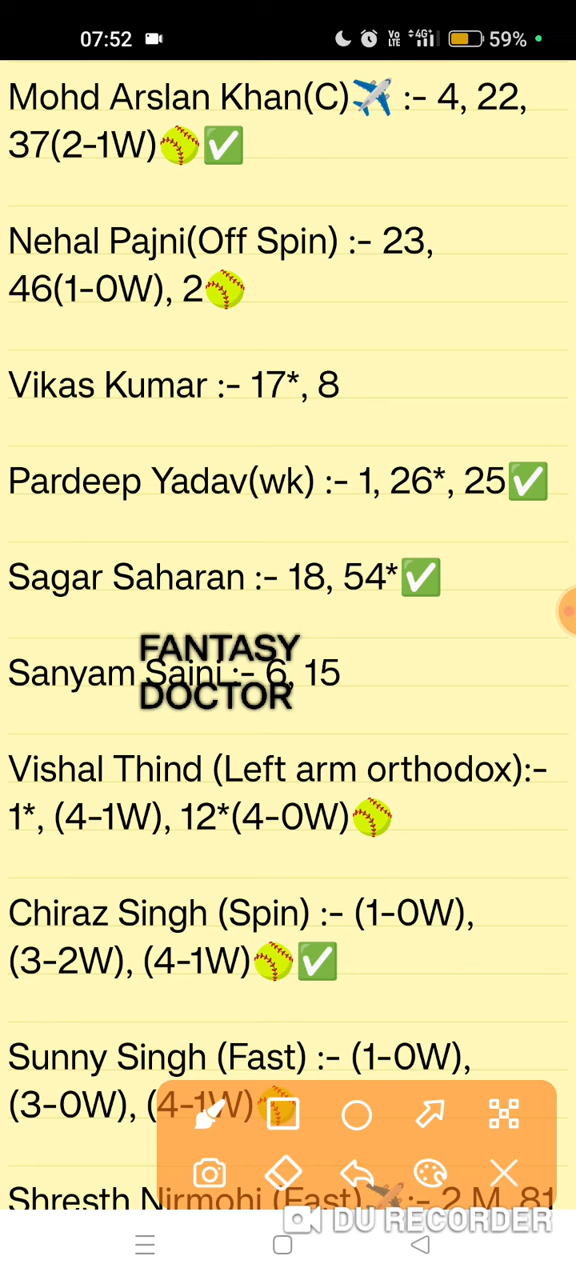 07:52 Vo LTE 4G 59%
Mohd Arslan Khan(C)✈️ :- 4, 22,
37(2-1W)🥎✅
Nehal Pajni(Off Spin) :- 23,
46(1-0W), 2🥎
Vikas Kumar :- 17*, 8
Pardeep Yadav(wk) :- 1, 26*, 25✅
Sagar Saharan :- 18, 54*✅
FANTASY
Sanyam Saini :- 6, 15
DOCTOR
Vishal Thind (Left arm orthodox):-
1*, (4-1W), 12*(4-0W)🥎
Chiraz Singh (Spin) :- (1-0W),
(3-2W), (4-1W)🥎✅
Sunny Singh (Fast) :- (1-0W),
(3-0W), (4-1W)🥎
Shresth Nirmohi (Fast)✈️:- 2 M, 81
DU RECORDER